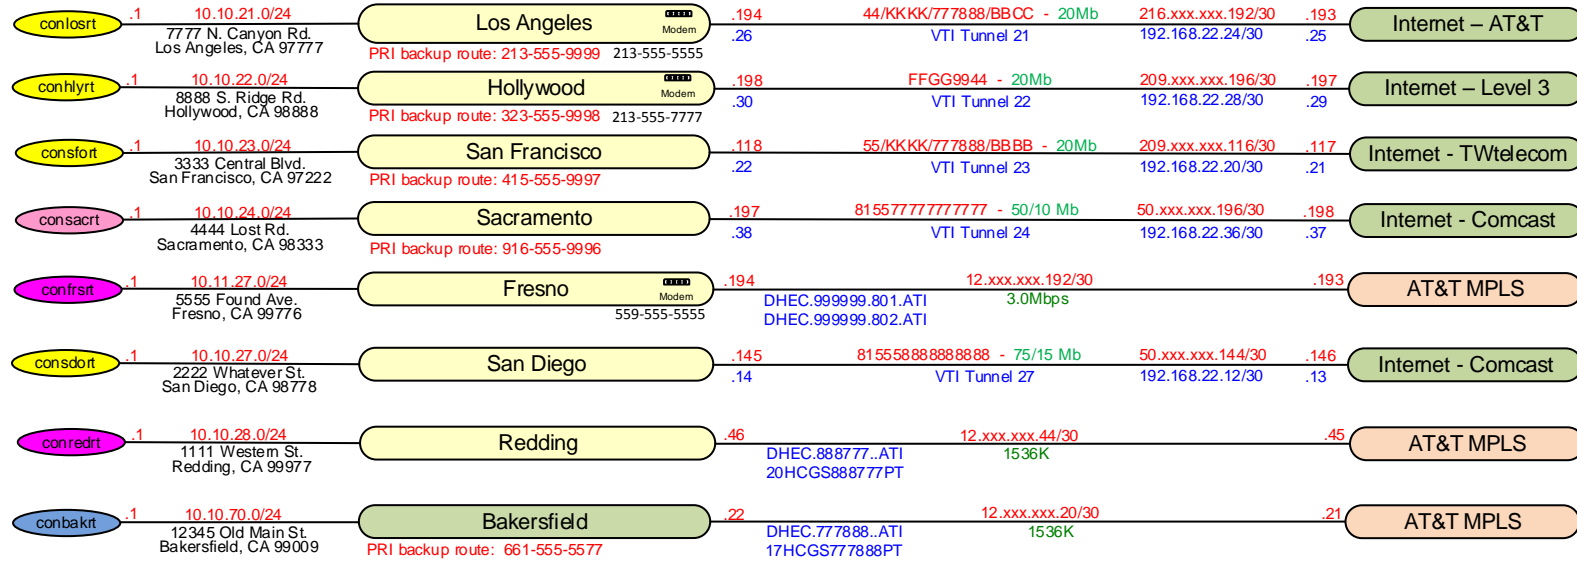 conlosrt .1 10.10.21.0/24 Los Angeles .194 44/KKKK/777888/BBCC - 20Mb 216.xxx.xxx.192/30 .193 Internet – AT&T
7777 N. Canyon Rd. Modem .26 VTI Tunnel 21 192.168.22.24/30 .25
Los Angeles, CA 97777 PRI backup route: 213-555-9999 213-555-5555
conhlyrt .1 10.10.22.0/24 Hollywood .198 FFGG9944 - 20Mb 209.xxx.xxx.196/30 .197 Internet – Level 3
8888 S. Ridge Rd. Modem .30 VTI Tunnel 22 192.168.22.28/30 .29
Hollywood, CA 98888 PRI backup route: 323-555-9998 213-555-7777
consfort .1 10.10.23.0/24 San Francisco .118 55/KKKK/777888/BBBB - 20Mb 209.xxx.xxx.116/30 .117 Internet - TWtelecom
3333 Central Blvd. .22 VTI Tunnel 23 192.168.22.20/30 .21
San Francisco, CA 97222 PRI backup route: 415-555-9997
consacrt .1 10.10.24.0/24 Sacramento .197 815577777777777 - 50/10 Mb 50.xxx.xxx.196/30 .198 Internet - Comcast
4444 Lost Rd. .38 VTI Tunnel 24 192.168.22.36/30 .37
Sacramento, CA 98333 PRI backup route: 916-555-9996
confrsrt .1 10.11.27.0/24 Fresno .194 12.xxx.xxx.192/30 .193 AT&T MPLS
5555 Found Ave. Modem DHEC.999999.801.ATI 3.0Mbps
Fresno, CA 99776 559-555-5555 DHEC.999999.802.ATI
consdort .1 10.10.27.0/24 San Diego .145 815558888888888 - 75/15 Mb 50.xxx.xxx.144/30 .146 Internet - Comcast
2222 Whatever St. .14 VTI Tunnel 27 192.168.22.12/30 .13
San Diego, CA 98778
conredrt .1 10.10.28.0/24 Redding .46 12.xxx.xxx.44/30 .45 AT&T MPLS
1111 Western St. DHEC.888777..ATI 1536K
Redding, CA 99977 20HCGS888777PT
conbakrt .1 10.10.70.0/24 Bakersfield .22 12.xxx.xxx.20/30 .21 AT&T MPLS
12345 Old Main St. DHEC.777888..ATI 1536K
Bakersfield, CA 99009 PRI backup route: 661-555-5577 17HCGS777888PT